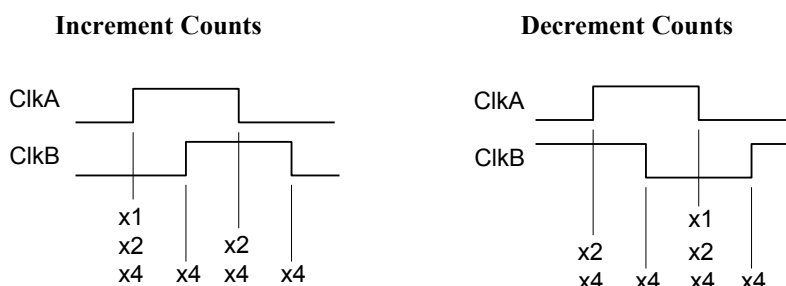 Increment Counts
Decrement Counts
ClkA
ClkB
x1
x2 x2
x4 x4 x4 x4
ClkA
ClkB
x1
x2 x2
x4 x4 x4 x4